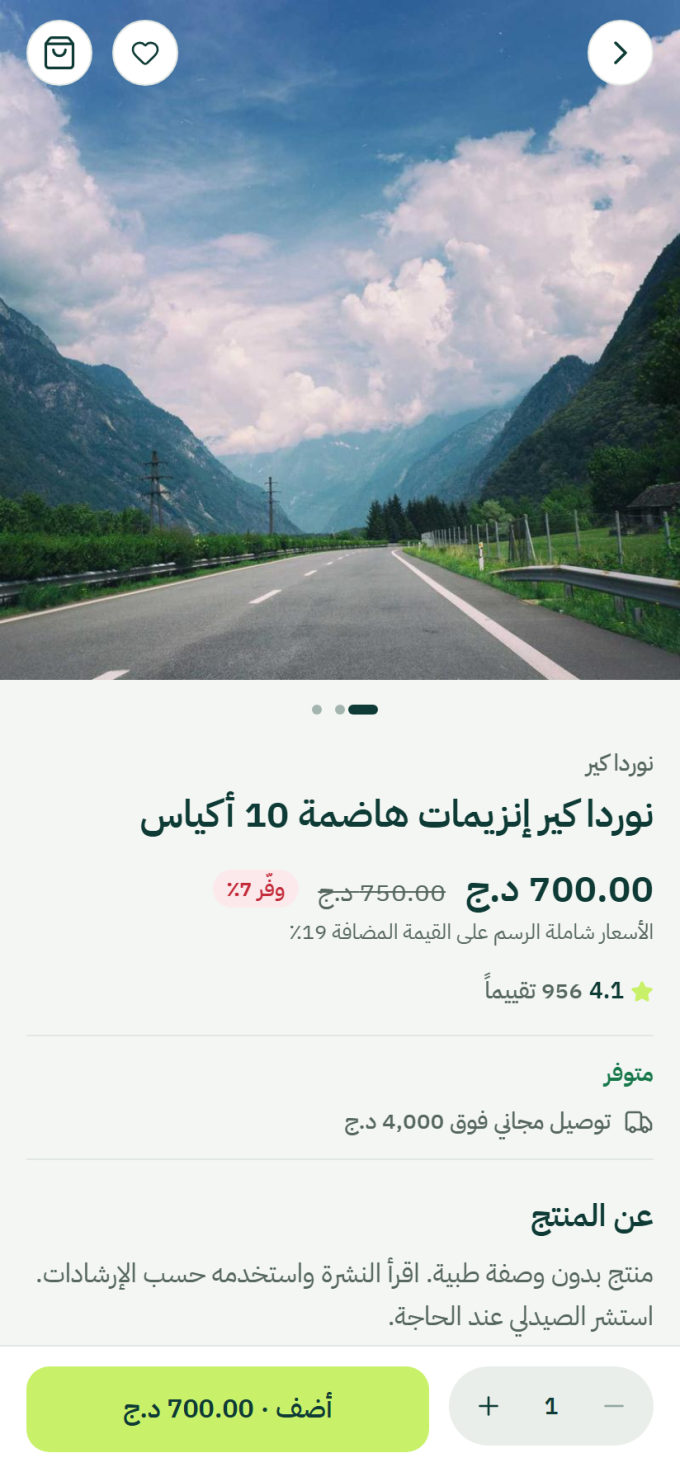 نوردا كير
نوردا كير إنزيمات هاضمة 10 أكياس
700.00 د.ج 750.00 د.ج وفّر 7٪
الأسعار شاملة الرسم على القيمة المضافة 19٪
4.1 956 تقييماً
متوفر
توصيل مجاني فوق 4,000 د.ج
عن المنتج
منتج بدون وصفة طبية. اقرأ النشرة واستخدمه حسب الإرشادات.
استشر الصيدلي عند الحاجة.
− 1 +
أضف · 700.00 د.ج